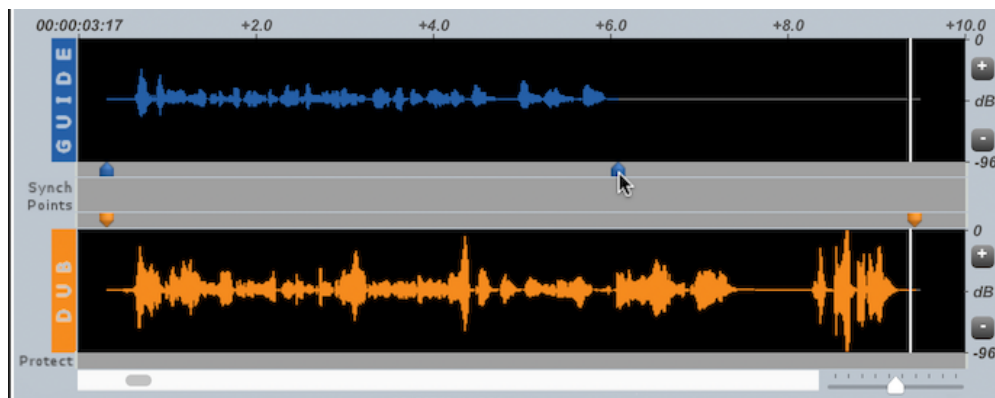 00:00:03:17 +2.0 +4.0 +6.0 +8.0 +10.0
GUIDE
0
+
dB
-
-96
Synch
Points
DUB
0
+
dB
-
-96
Protect